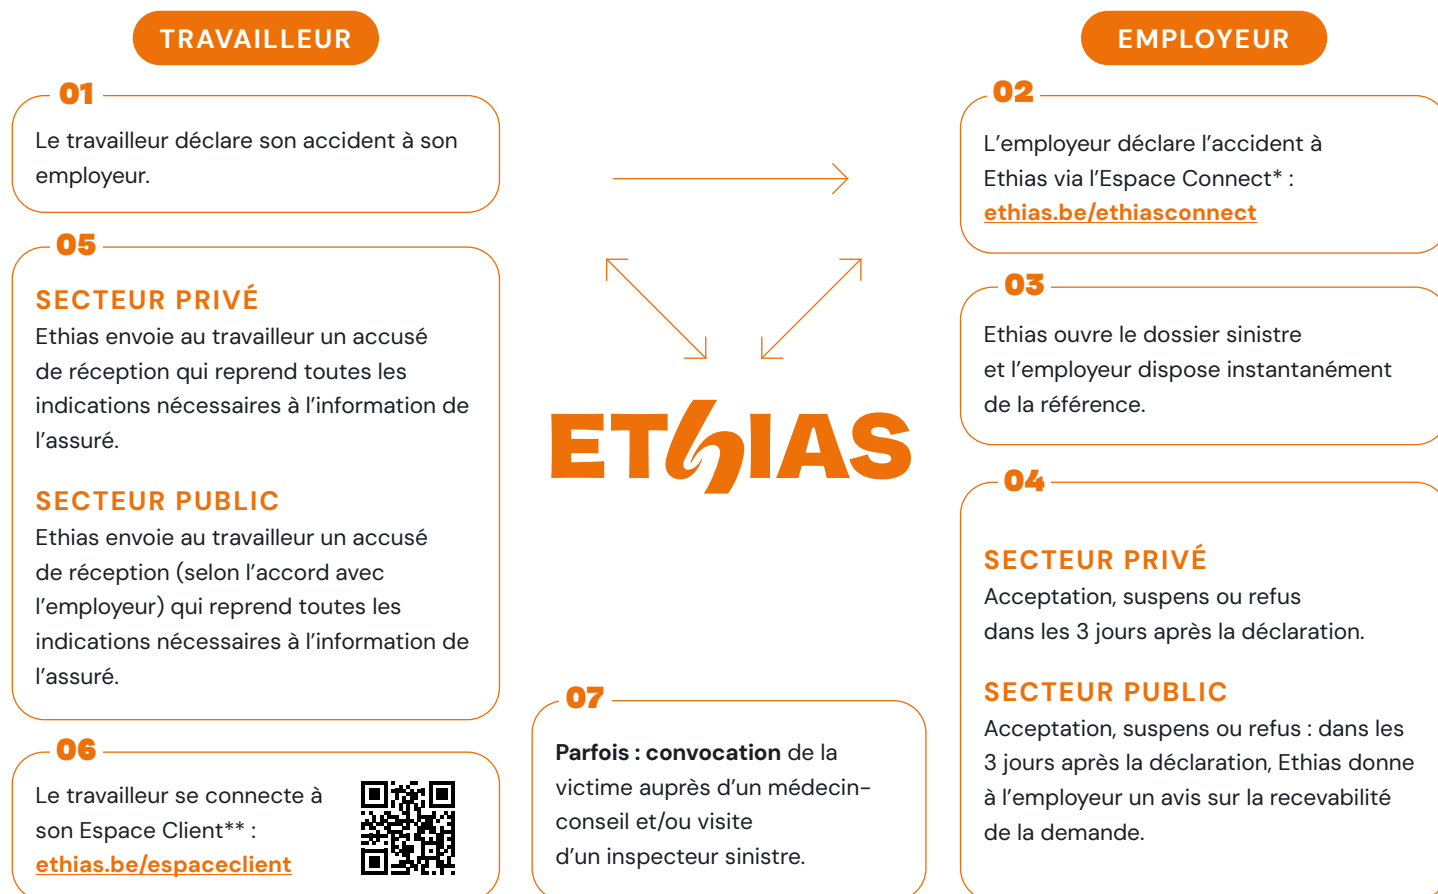 TRAVAILLEUR
01
Le travailleur déclare son accident à son
employeur.
05
SECTEUR PRIVÉ
Ethias envoie au travailleur un accusé
de réception qui reprend toutes les
indications nécessaires à l’information de
l’assuré.
SECTEUR PUBLIC
Ethias envoie au travailleur un accusé
de réception (selon l’accord avec
l’employeur) qui reprend toutes les
indications nécessaires à l’information de
l’assuré.
06
Le travailleur se connecte à
son Espace Client** :
ethias.be/espaceclient
ETHIAS
07
Parfois : convocation de la
victime auprès d’un médecin-
conseil et/ou visite
d’un inspecteur sinistre.
EMPLOYEUR
02
L’employeur déclare l’accident à
Ethias via l’Espace Connect* :
ethias.be/ethiasconnect
03
Ethias ouvre le dossier sinistre
et l’employeur dispose instantanément
de la référence.
04
SECTEUR PRIVÉ
Acceptation, suspens ou refus
dans les 3 jours après la déclaration.
SECTEUR PUBLIC
Acceptation, suspens ou refus : dans les
3 jours après la déclaration, Ethias donne
à l’employeur un avis sur la recevabilité
de la demande.